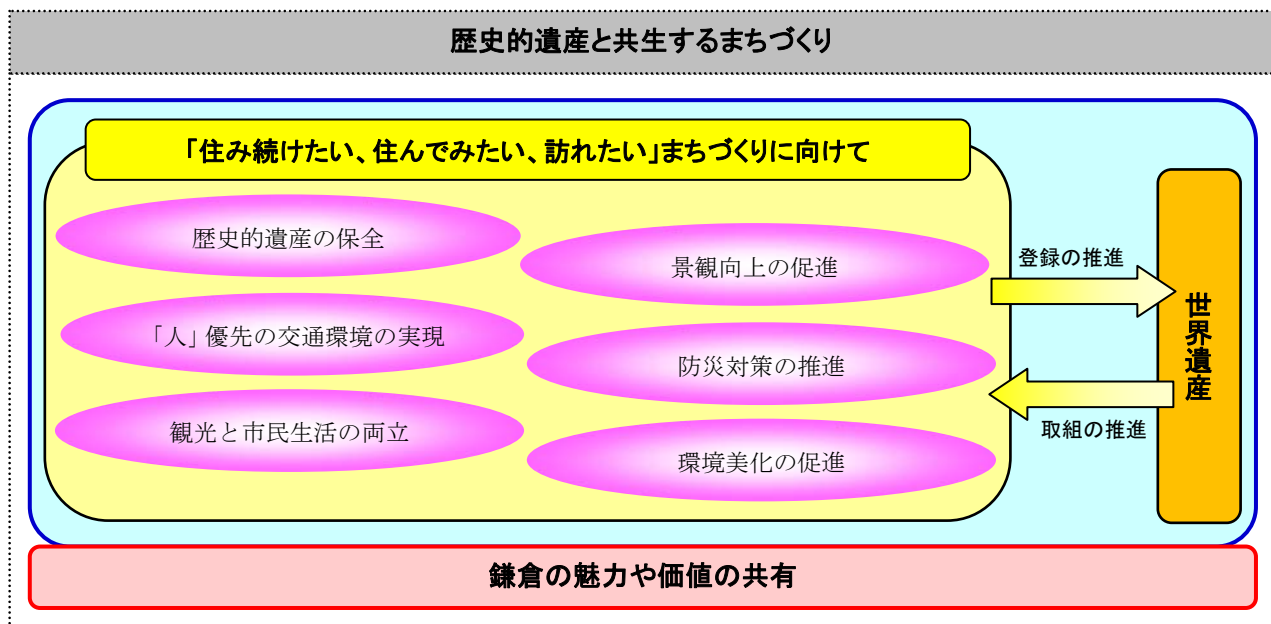 歴史的遺産と共生するまちづくり
「住み続けたい、住んでみたい、訪れたい」まちづくりに向けて
歴史的遺産の保全
景観向上の促進
「人」優先の交通環境の実現
防災対策の推進
観光と市民生活の両立
環境美化の促進
登録の推進
取組の推進
世界遺産
鎌倉の魅力や価値の共有